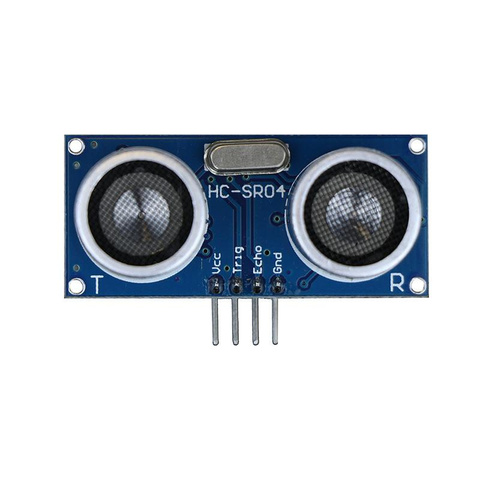 HC-SR04
Vcc
Trig
Echo
Gnd
T
R